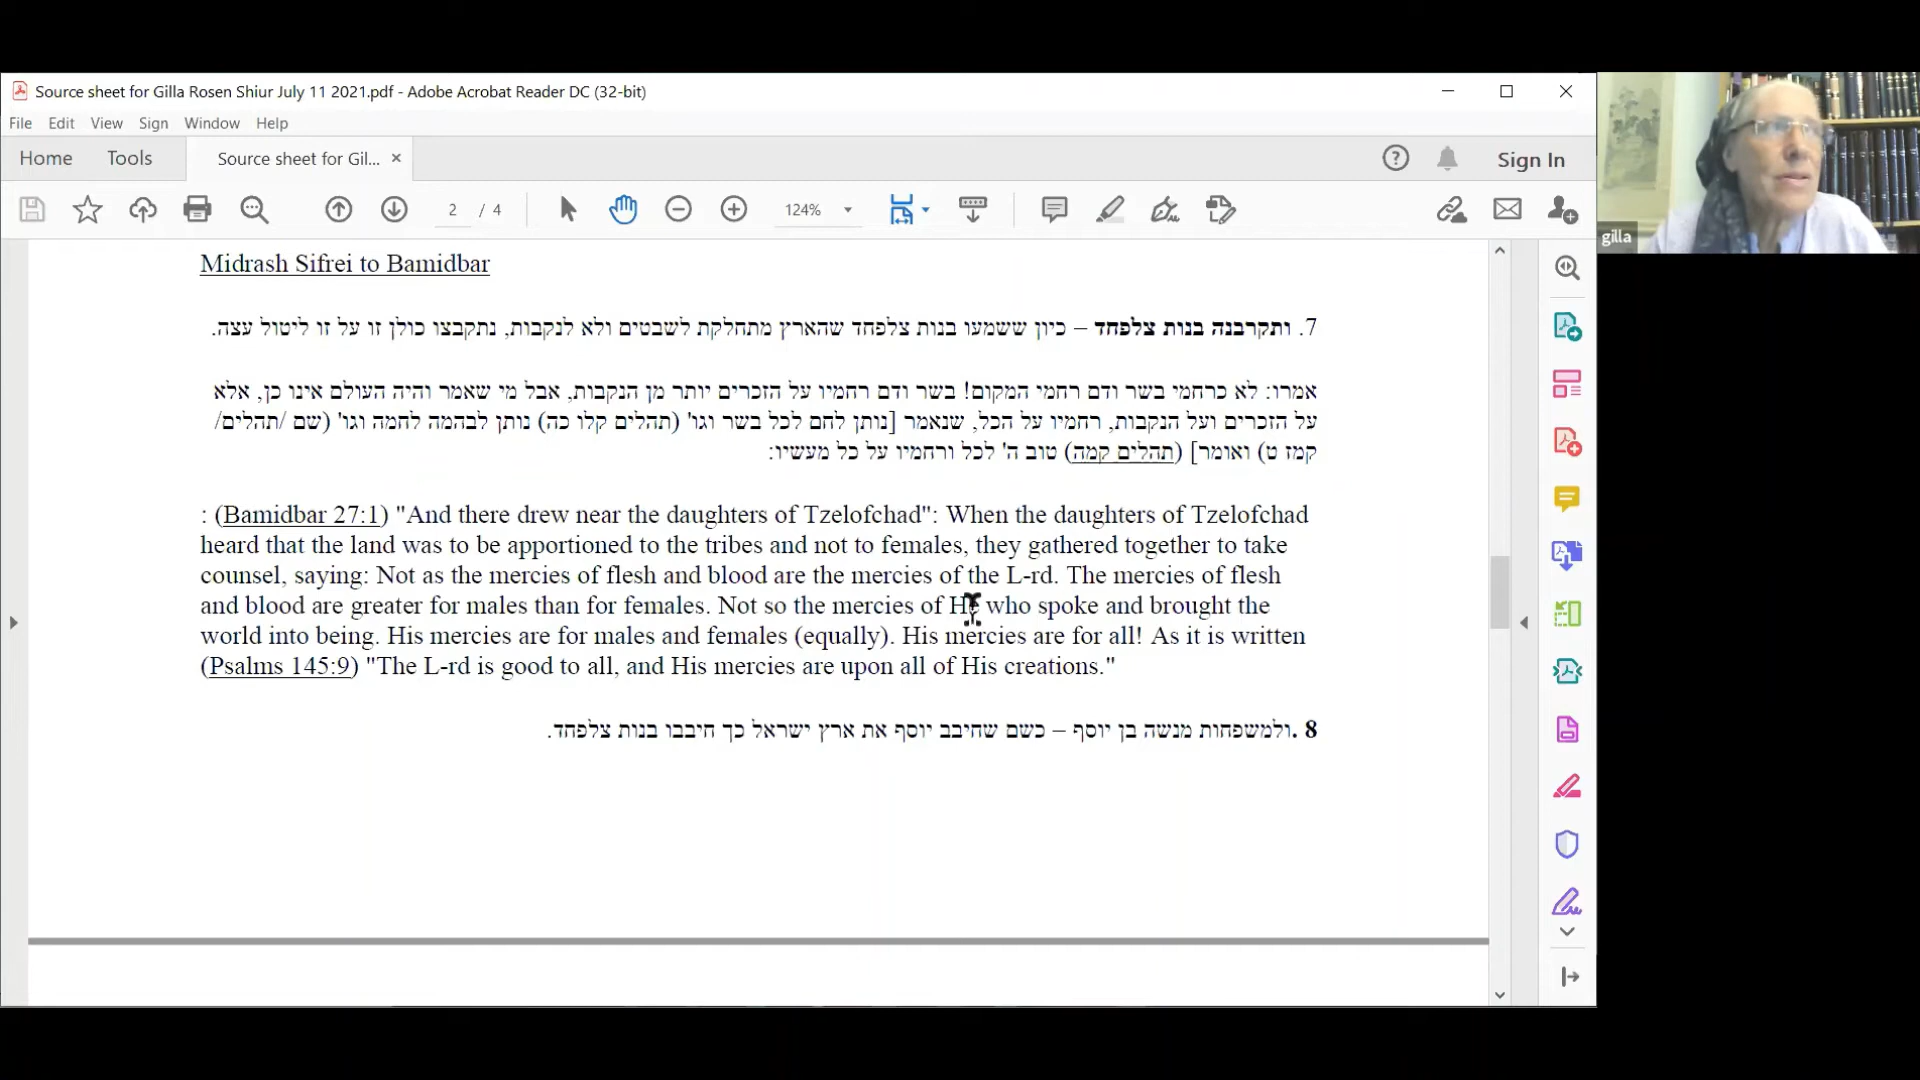 Source sheet for Gilla Rosen Shiur July 11 2021.pdf - Adobe Acrobat Reader DC (32-bit)
File Edit View Sign Window Help
Home Tools Source sheet for Gil... Sign In
2 / 4 124%
gilla
Midrash Sifrei to Bamidbar
7. ותקרבנה בנות צלפחד – כיון ששמעו בנות צלפחד שהארץ מתחלקת לשבטים ולא לנקבות, נתקבצו כולן זו על זו ליטול עצה.
אמרו: לא כרחמי בשר ודם רחמי המקום! בשר ודם רחמיו על הזכרים יותר מן הנקבות, אבל מי שאמר והיה העולם אינו כן, אלא
על הזכרים ועל הנקבות, רחמיו על הכל, שנאמר [נותן לחם לכל בשר וגו' (תהלים קלו כה) נותן לבהמה לחמה וגו' (שם /תהלים/
קמז ט) ואומר] (תהלים קמה) טוב ה' לכל ורחמיו על כל מעשיו:
: (Bamidbar 27:1) "And there drew near the daughters of Tzelofchad": When the daughters of Tzelofchad
heard that the land was to be apportioned to the tribes and not to females, they gathered together to take
counsel, saying: Not as the mercies of flesh and blood are the mercies of the L-rd. The mercies of flesh
and blood are greater for males than for females. Not so the mercies of He who spoke and brought the
world into being. His mercies are for males and females (equally). His mercies are for all! As it is written
(Psalms 145:9) "The L-rd is good to all, and His mercies are upon all of His creations."
8 .ולמשפחות מנשה בן יוסף – כשם שחיבב יוסף את ארץ ישראל כך חיבבו בנות צלפחד.